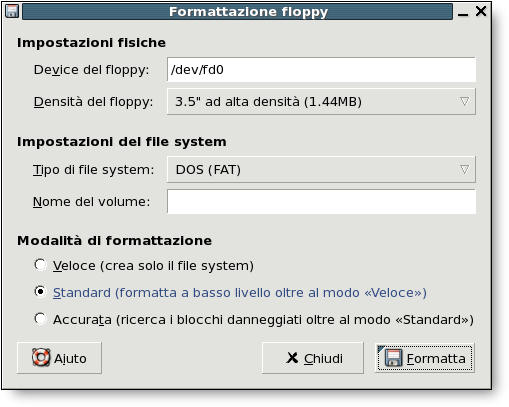 Formattazione floppy
Impostazioni fisiche
Device del floppy: /dev/fd0
Densità del floppy: 3.5" ad alta densità (1.44MB)
Impostazioni del file system
Tipo di file system: DOS (FAT)
Nome del volume:
Modalità di formattazione
Veloce (crea solo il file system)
Standard (formatta a basso livello oltre al modo «Veloce»)
Accurata (ricerca i blocchi danneggiati oltre al modo «Standard»)
Aiuto Chiudi Formatta